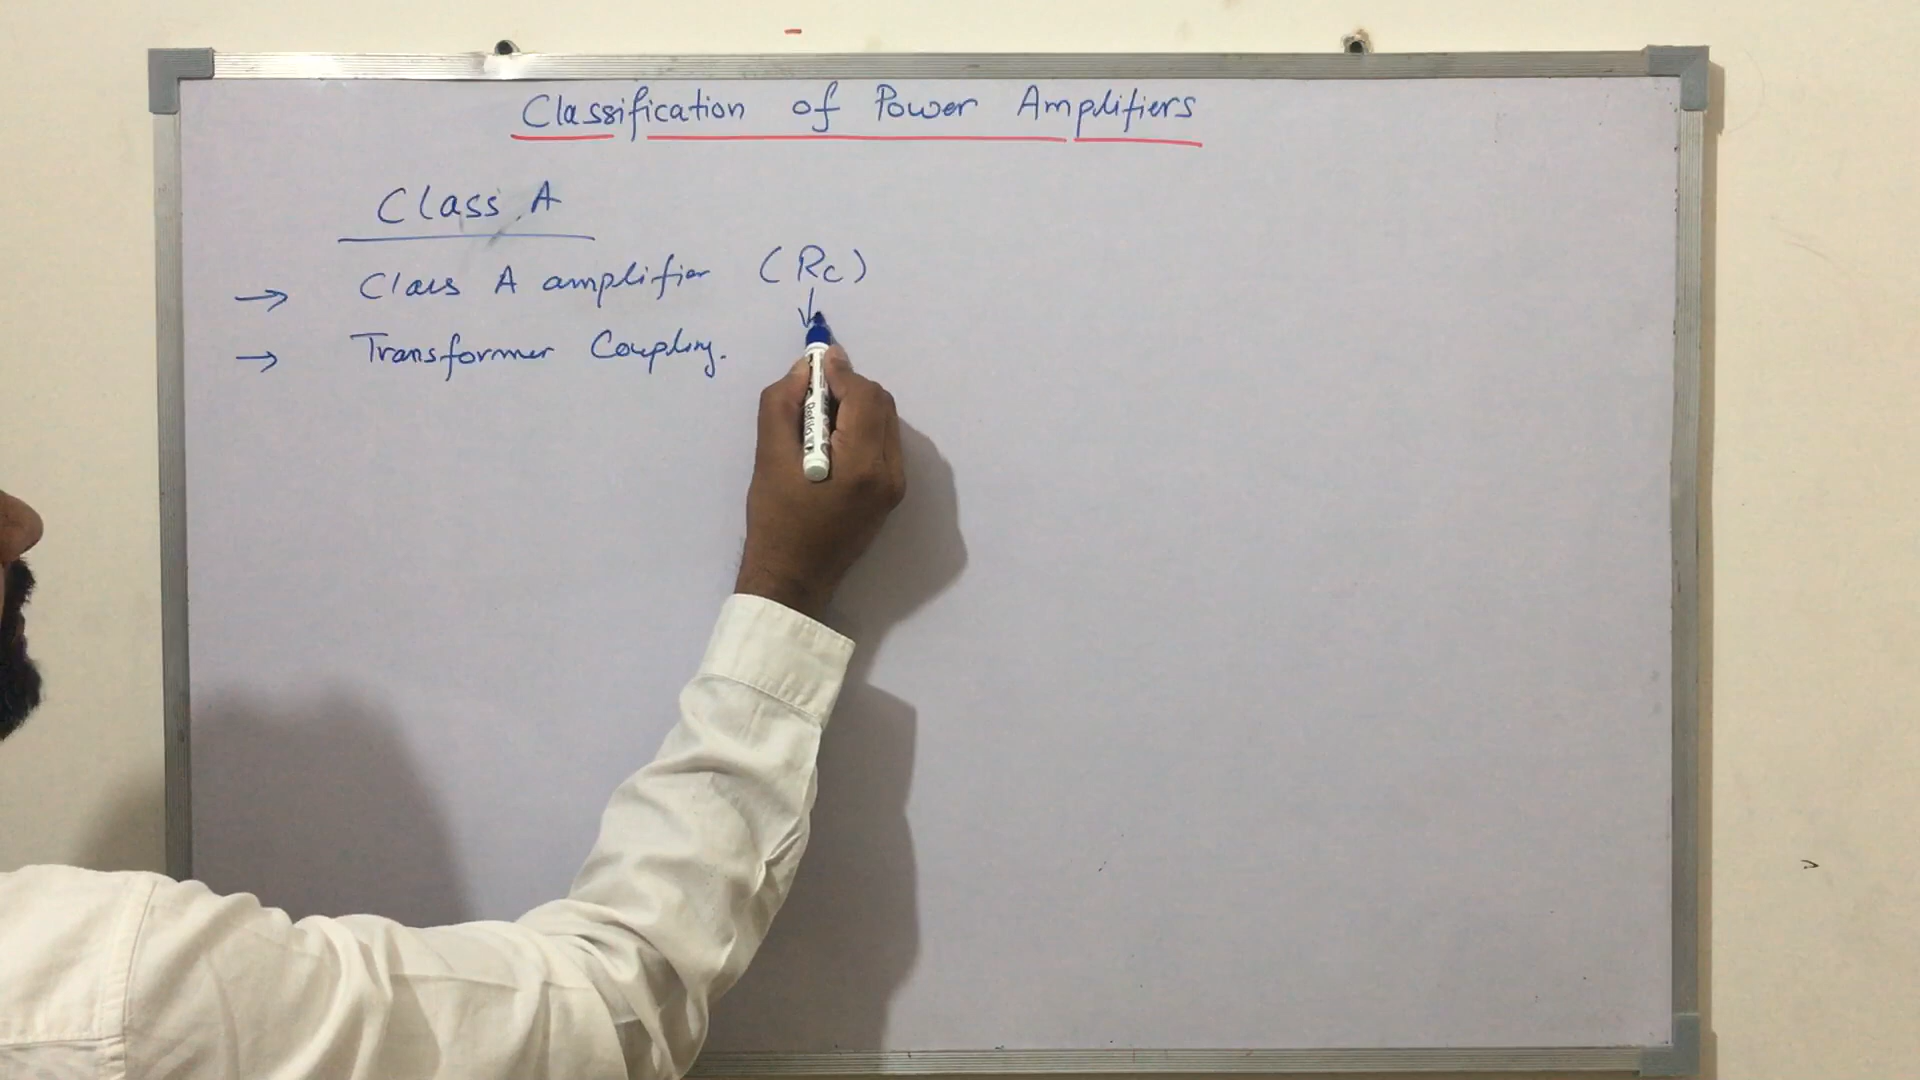 Classification of Power Amplifiers
Class A
→ Class A amplifier (Rc)
↓
→ Transformer Coupling.